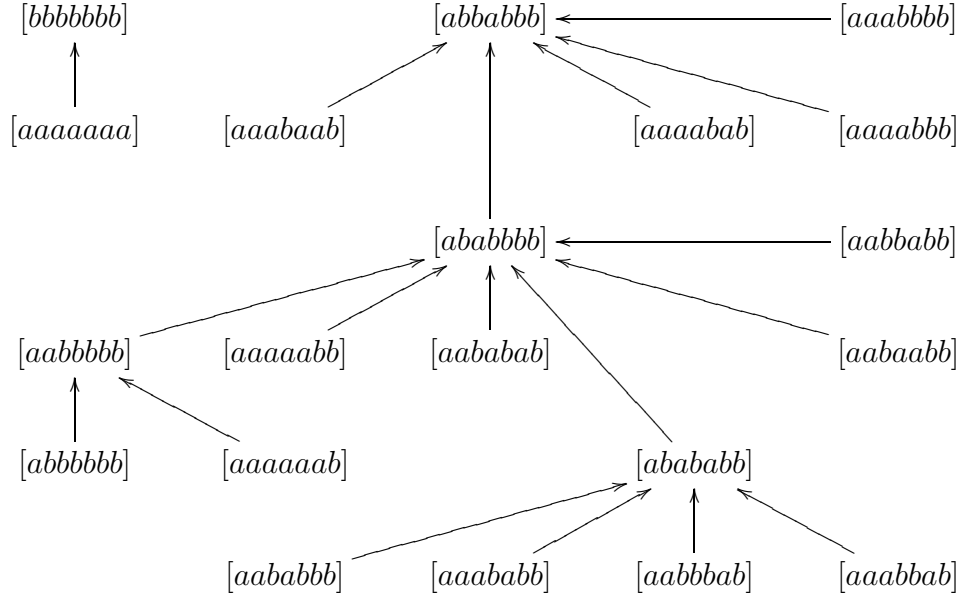 [bbbbbbb] [abbabbb] [aaabbbb]
[aaaaaaa] [aaabaab] [aaaabab] [aaaabbb]
[ababbbb] [aabbabb]
[aabbbbb] [aaaaabb] [aababab] [aabaabb]
[abbbbbb] [aaaaaab] [abababb]
[aababbb] [aaababb] [aabbbab] [aaabbab]